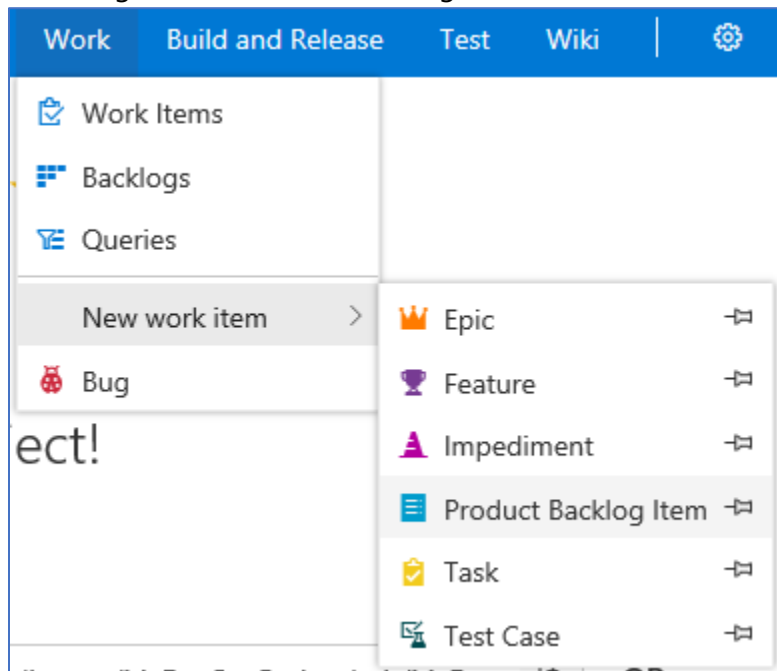 Work Build and Release Test Wiki
Work Items
Backlogs
Queries
New work item
Bug
ect!
Epic
Feature
Impediment
Product Backlog Item
Task
Test Case